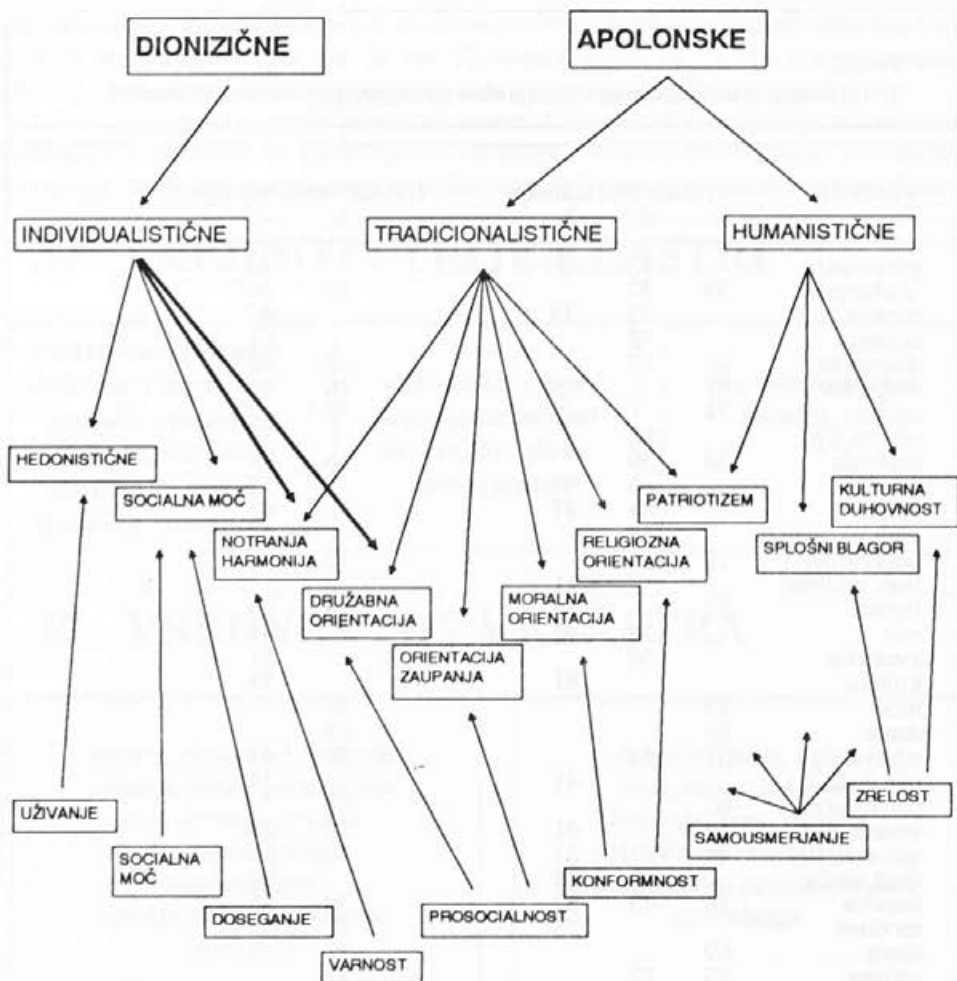 DIONIZIČNE
APOLONSKE
INDIVIDUALISTIČNE
TRADICIONALISTIČNE
HUMANISTIČNE
HEDONISTIČNE
SOCIALNA MOČ
NOTRANJA
HARMONIJA
DRUŽABNA
ORIENTACIJA
ORIENTACIJA
ZAUPANJA
MORALNA
ORIENTACIJA
RELIGIOZNA
ORIENTACIJA
PATRIOTIZEM
SPLOŠNI BLAGOR
KULTURNA
DUHOVNOST
UŽIVANJE
SOCIALNA
MOČ
DOSEGANJE
VARNOST
PROSOCIALNOST
KONFORMNOST
SAMOUSMERJANJE
ZRELOST